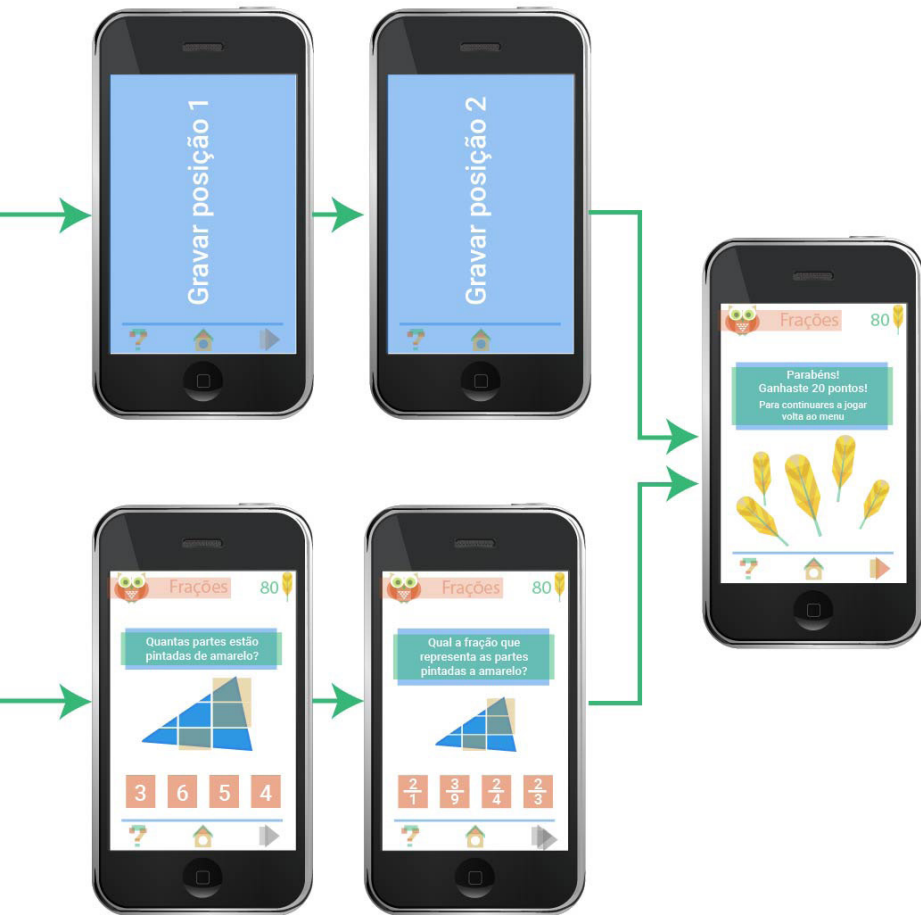 Gravar posição 1
?
Gravar posição 2
?
Frações 80
Parabéns!
Ganhaste 20 pontos!
Para continuares a jogar
volta ao menu
?
Frações 80
Quantas partes estão
pintadas de amarelo?
3 6 5 4
?
Frações 80
Qual a fração que
representa as partes
pintadas a amarelo?
2/1 3/9 2/4 2/3
?